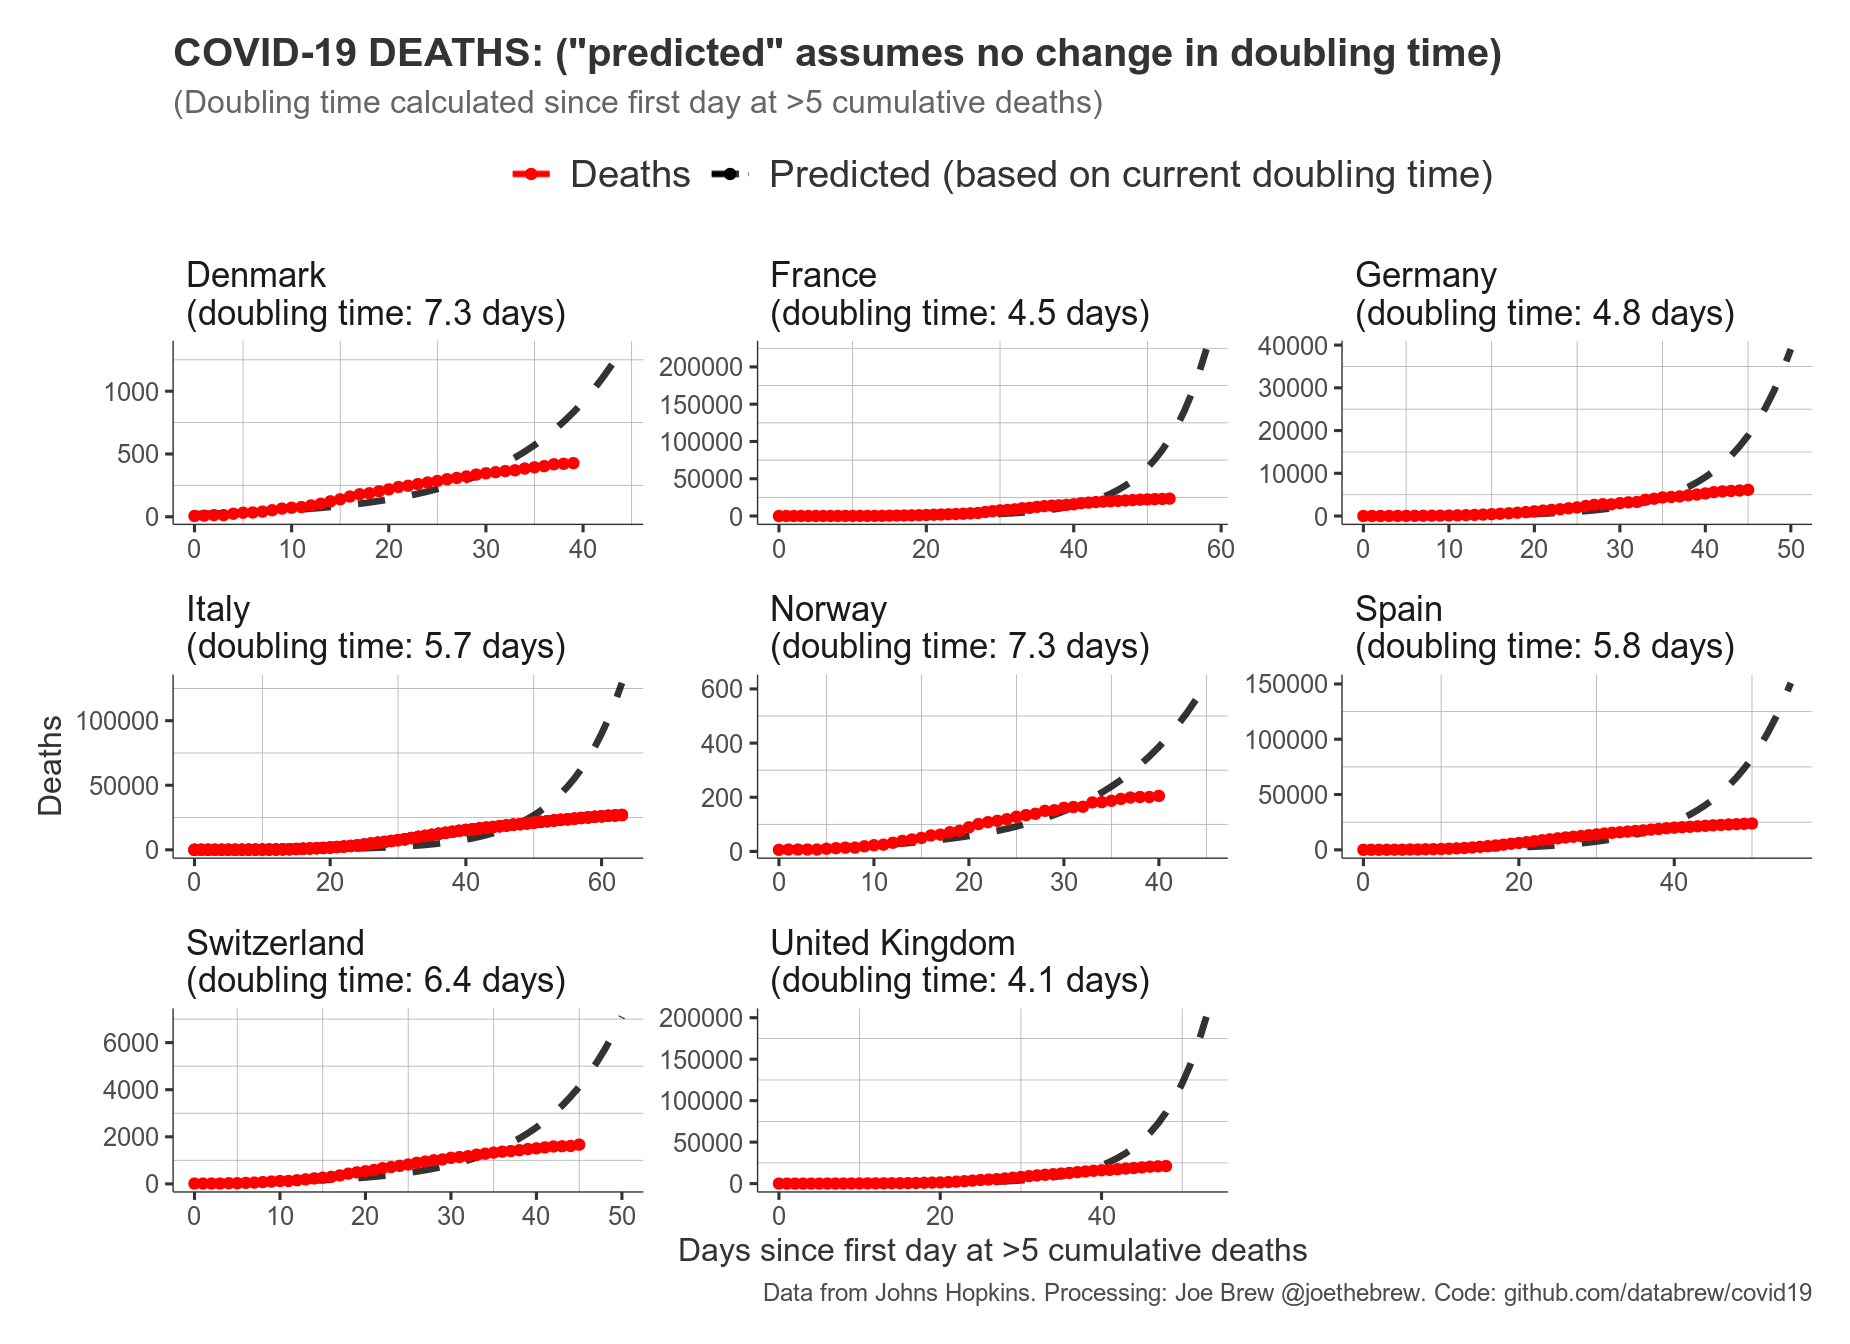 COVID-19 DEATHS: ("predicted" assumes no change in doubling time)
(Doubling time calculated since first day at >5 cumulative deaths)
Deaths
Predicted (based on current doubling time)
Denmark
(doubling time: 7.3 days)
1000
500
0
0 10 20 30 40
France
(doubling time: 4.5 days)
200000
150000
100000
50000
0
0 20 40 60
Germany
(doubling time: 4.8 days)
40000
30000
20000
10000
0
0 10 20 30 40 50
Deaths
Italy
(doubling time: 5.7 days)
100000
50000
0
0 20 40 60
Norway
(doubling time: 7.3 days)
600
400
200
0
0 10 20 30 40
Spain
(doubling time: 5.8 days)
150000
100000
50000
0
0 20 40
Switzerland
(doubling time: 6.4 days)
6000
4000
2000
0
0 10 20 30 40 50
United Kingdom
(doubling time: 4.1 days)
200000
150000
100000
50000
0
0 20 40
Days since first day at >5 cumulative deaths
Data from Johns Hopkins. Processing: Joe Brew @joethebrew. Code: github.com/databrew/covid19